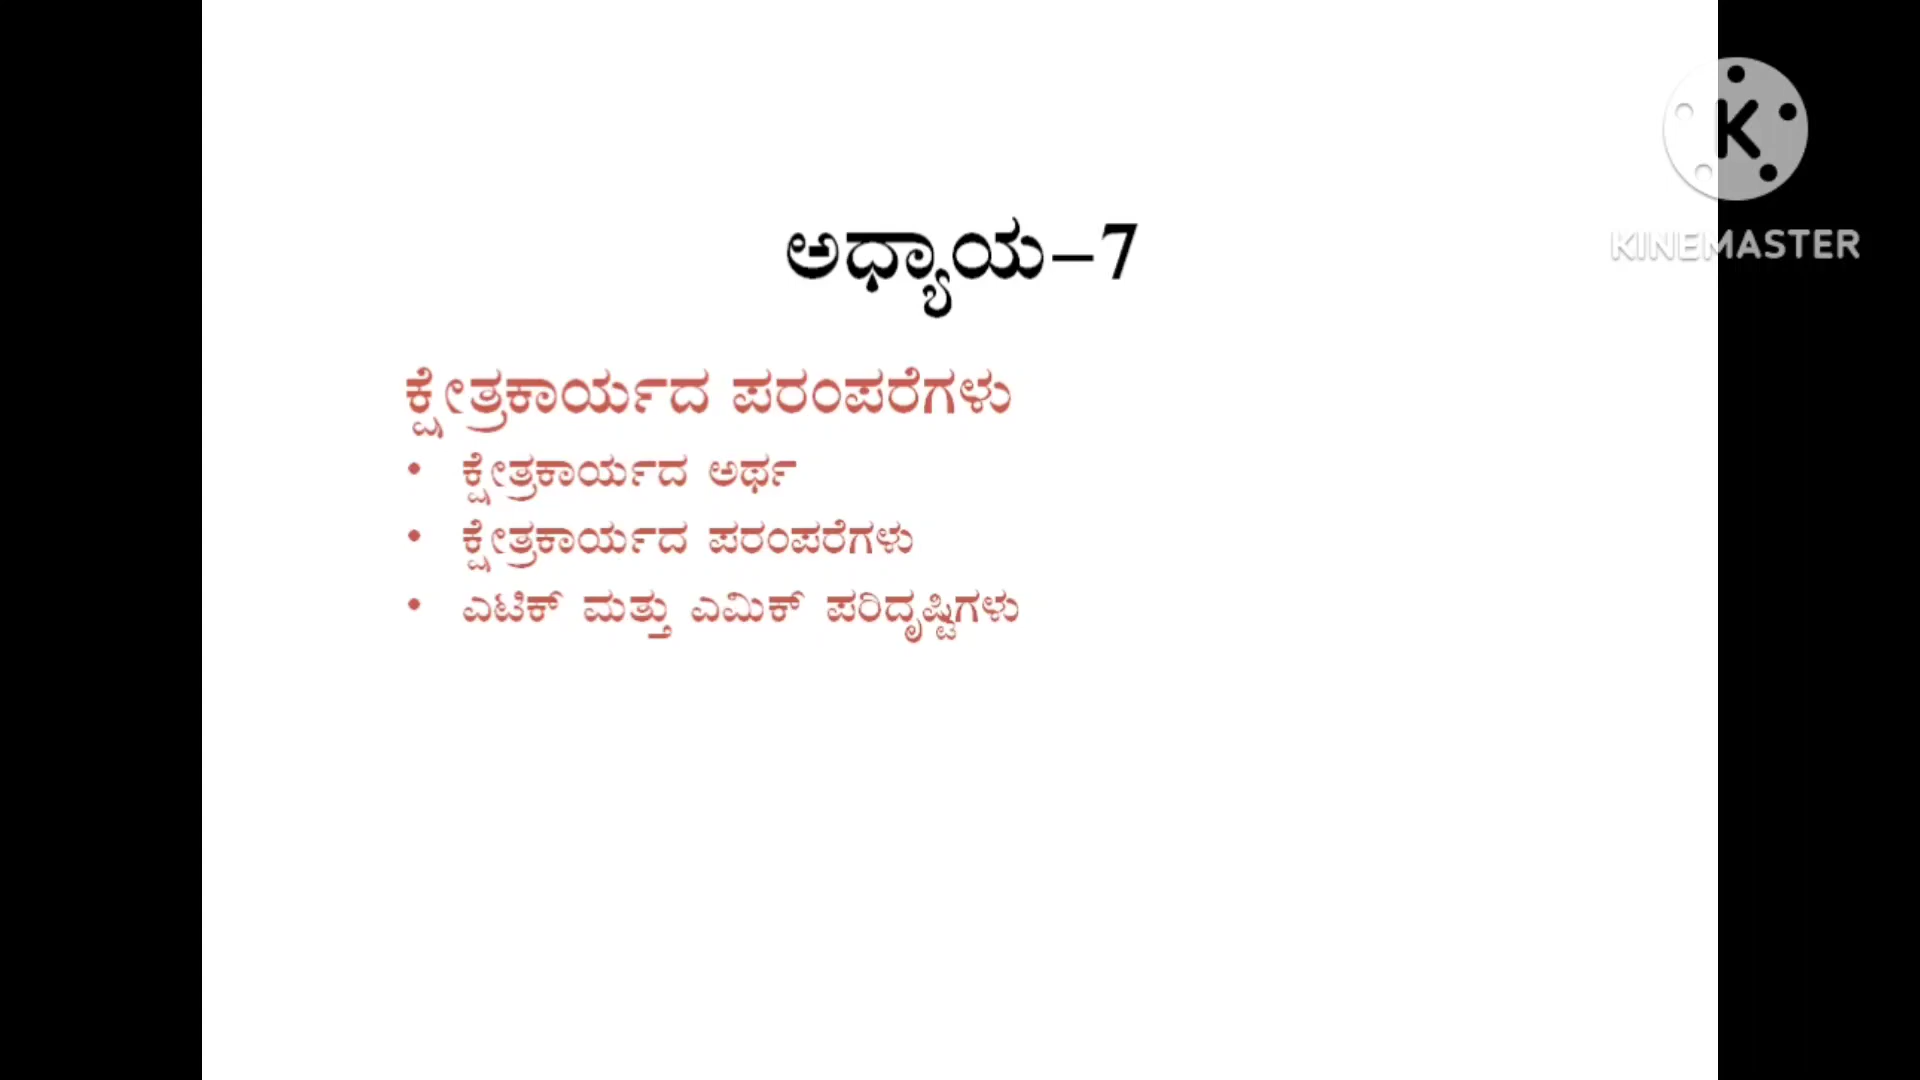 ಅಧ್ಯಾಯ–7
K
KINEMASTER
ಕ್ಷೇತ್ರಕಾರ್ಯದ ಪರಂಪರೆಗಳು
• ಕ್ಷೇತ್ರಕಾರ್ಯದ ಅರ್ಥ
• ಕ್ಷೇತ್ರಕಾರ್ಯದ ಪರಂಪರೆಗಳು
• ಎಟಿಕ್ ಮತ್ತು ಎಮಿಕ್ ಪರಿದೃಷ್ಟಿಗಳು